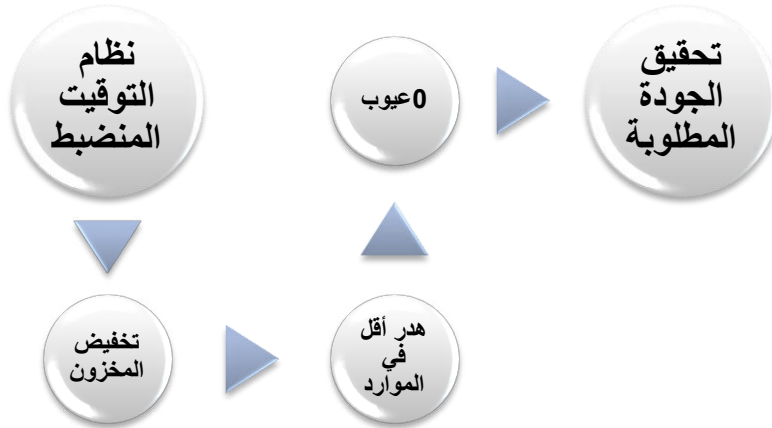 نظام
التوقيت
المنضبط
تخفيض
المخزون
هدر أقل
في
الموارد
0عيوب
تحقيق
الجودة
المطلوبة